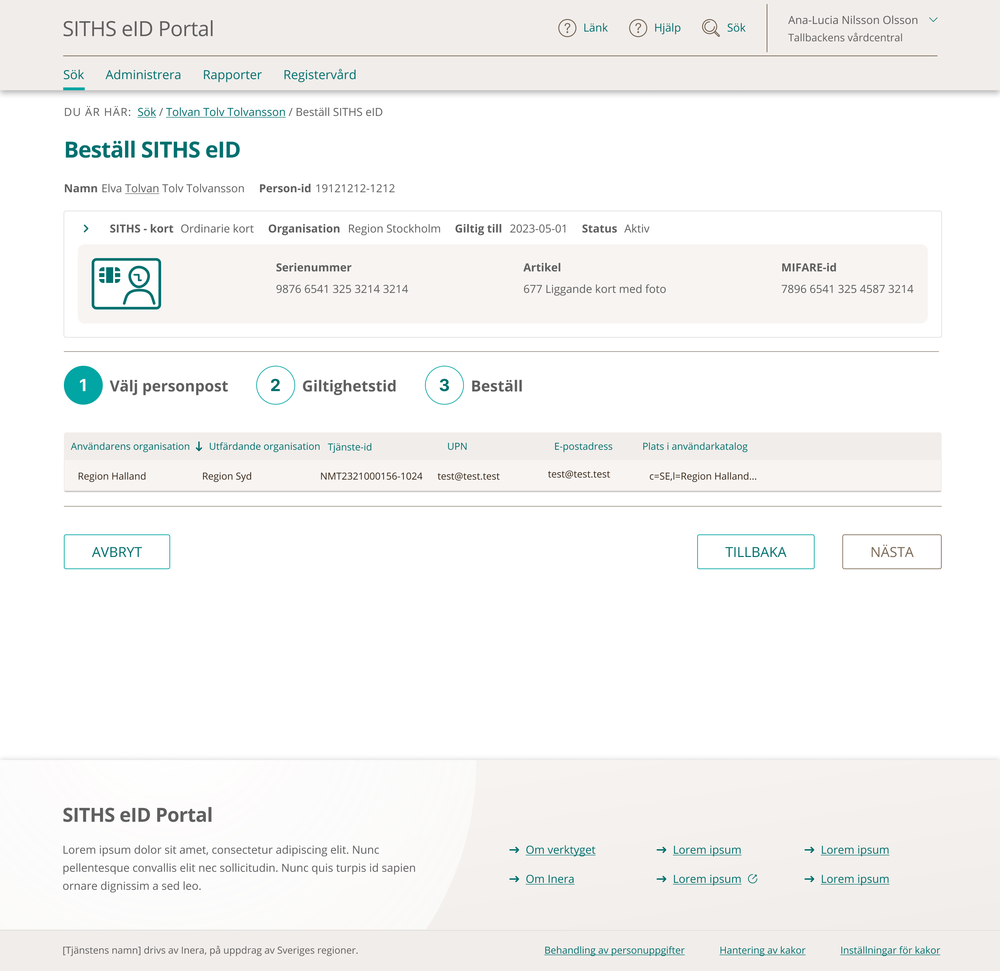 SITHS eID Portal
Länk Hjälp Sök
Ana-Lucia Nilsson Olsson
Tallbackens vårdcentral
Sök Administrera Rapporter Registervård
DU ÄR HÄR: Sök / Tolvan Tolv Tolvansson / Beställ SITHS eID
Beställ SITHS eID
Namn Elva Tolvan Tolv Tolvansson Person-id 19121212-1212
SITHS - kort Ordinarie kort Organisation Region Stockholm Giltig till 2023-05-01 Status Aktiv
Serienummer Artikel MIFARE-id
9876 6541 325 3214 3214 677 Liggande kort med foto 7896 6541 325 4587 3214
1 Välj personpost 2 Giltighetstid 3 Beställ
Användarens organisation Utfärdande organisation Tjänste-id UPN E-postadress Plats i användarkatalog
Region Halland Region Syd NMT2321000156-1024 test@test.test test@test.test c=SE,l=Region Halland...
AVBRYT TILLBAKA NÄSTA
SITHS eID Portal
Lorem ipsum dolor sit amet, consectetur adipiscing elit. Nunc
pellentesque convallis elit nec sollicitudin. Nunc quis turpis id sapien
ornare dignissim a sed leo.
Om verktyget Lorem ipsum Lorem ipsum
Om Inera Lorem ipsum Lorem ipsum
[Tjänstens namn] drivs av Inera, på uppdrag av Sveriges regioner.
Behandling av personuppgifter Hantering av kakor Inställningar för kakor